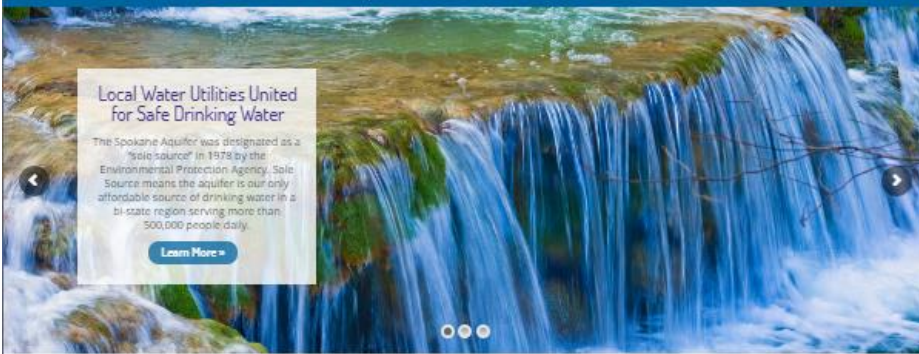 Local Water Utilities United
for Safe Drinking Water
The Spokane Aquifer was designated as a
"sole source" in 1978 by the
Environmental Protection Agency. Sole
Source means the aquifer is our only
affordable source of drinking water in a
bi-state region serving more than
500,000 people daily.
Learn More »